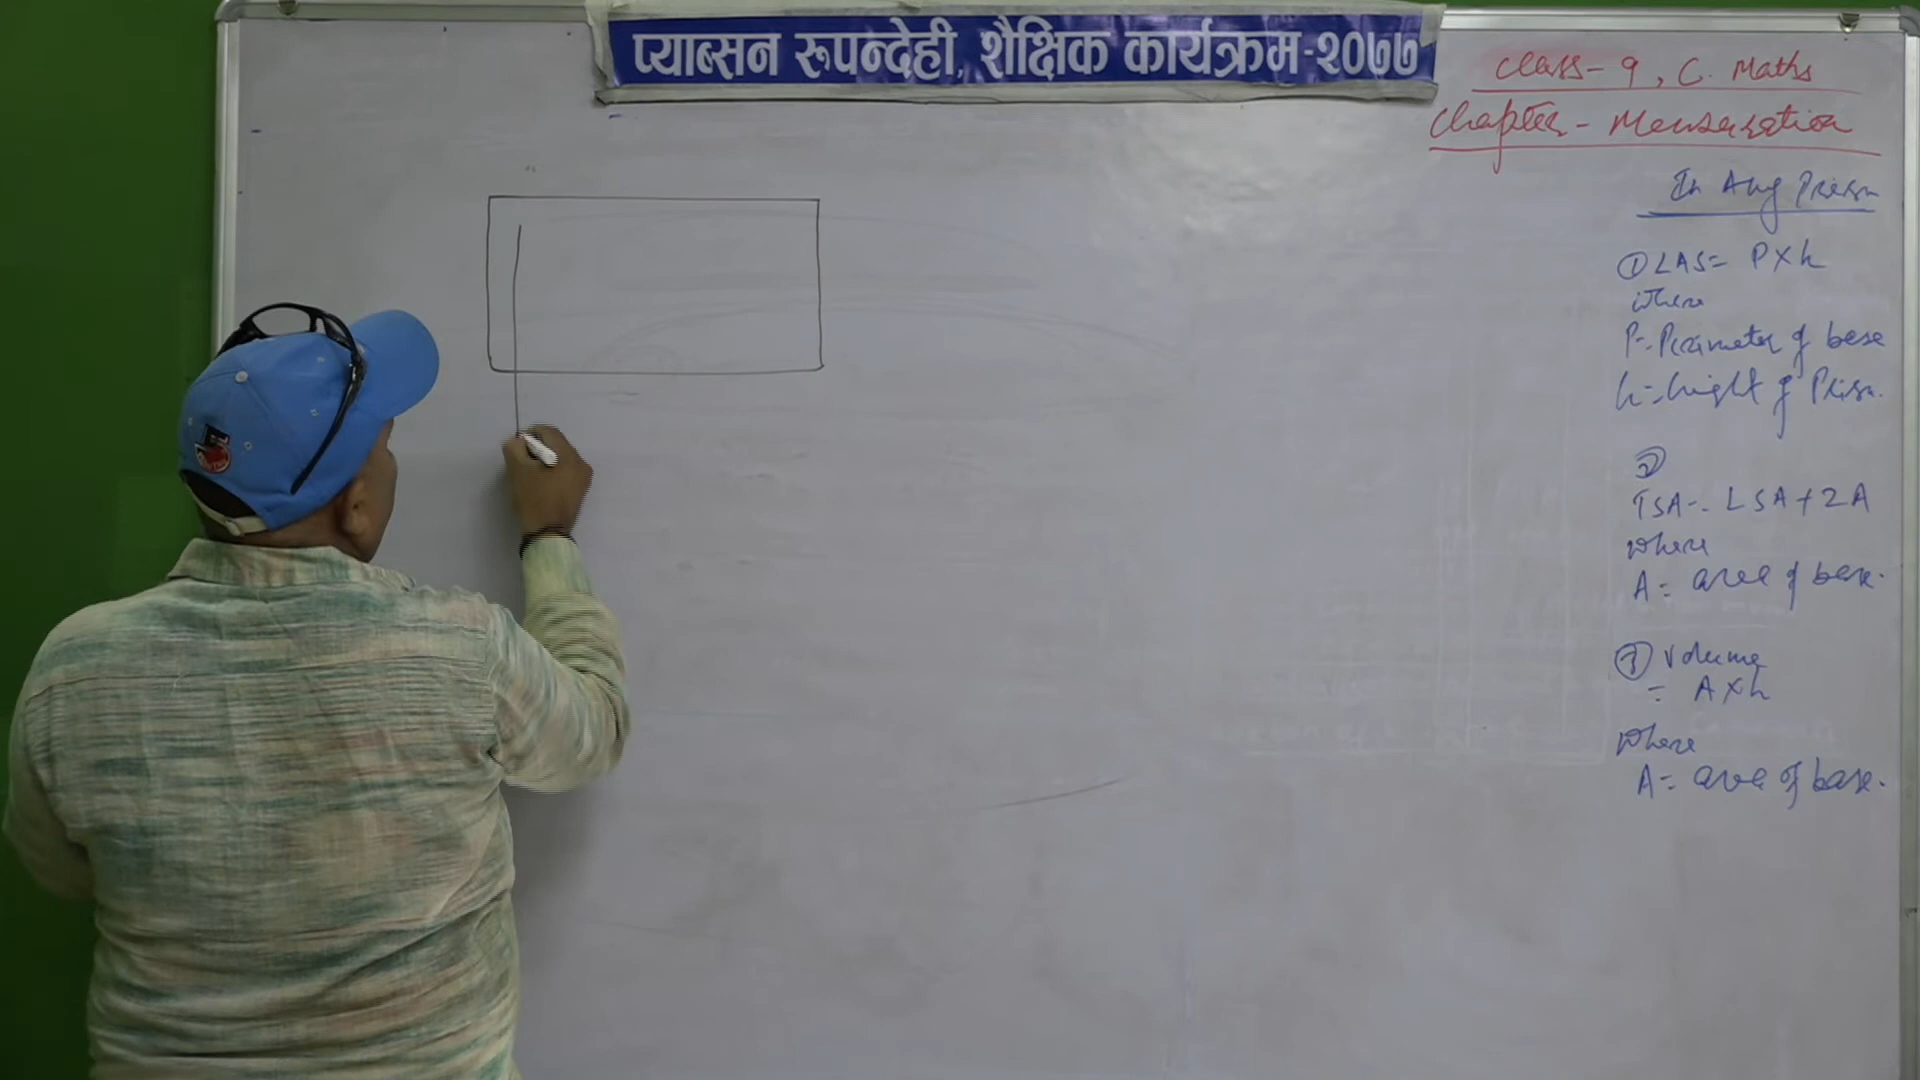 प्याब्सन रुपन्देही, शैक्षिक कार्यक्रम-२०७७
Class-9, C. Maths
Chapter- Mensuration
In Any Prism
① LAS= P×h
where
P= Perimeter of base
h= hight of Prism.
②
TSA= LSA+2A
where
A= area of base.
③ Volume
= A×h
where
A= area of base.